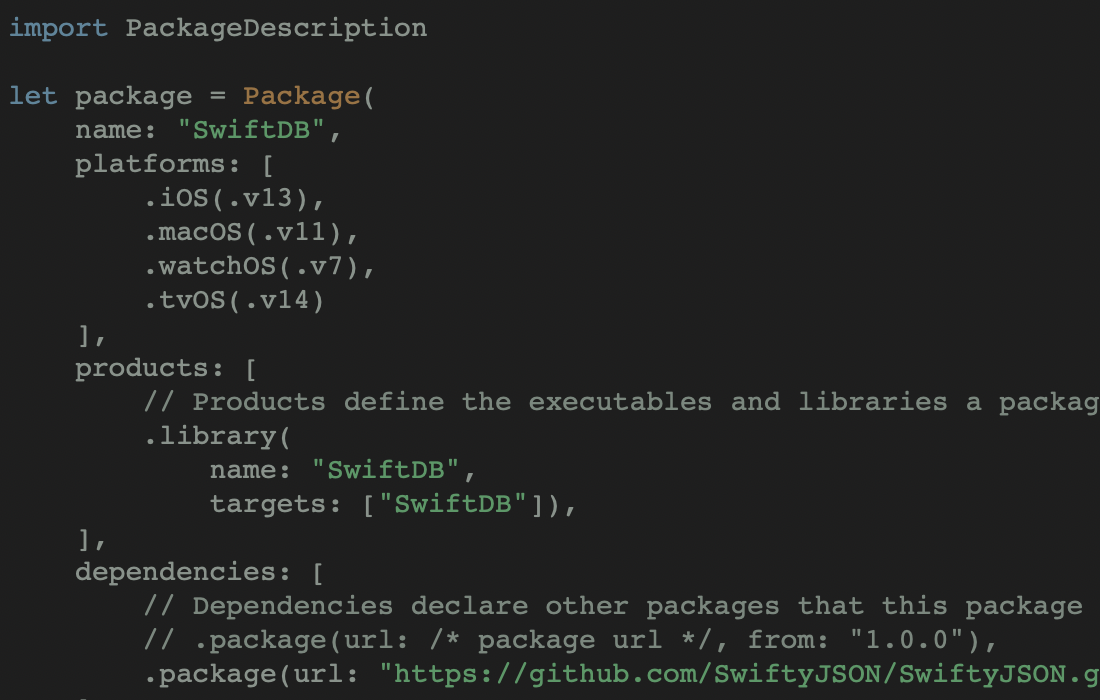 import PackageDescription
let package = Package(
name: "SwiftDB",
platforms: [
.iOS(.v13),
.macOS(.v11),
.watchOS(.v7),
.tvOS(.v14)
],
products: [
// Products define the executables and libraries a packag
.library(
name: "SwiftDB",
targets: ["SwiftDB"]),
],
dependencies: [
// Dependencies declare other packages that this package
// .package(url: /* package url */, from: "1.0.0"),
.package(url: "https://github.com/SwiftyJSON/SwiftyJSON.g